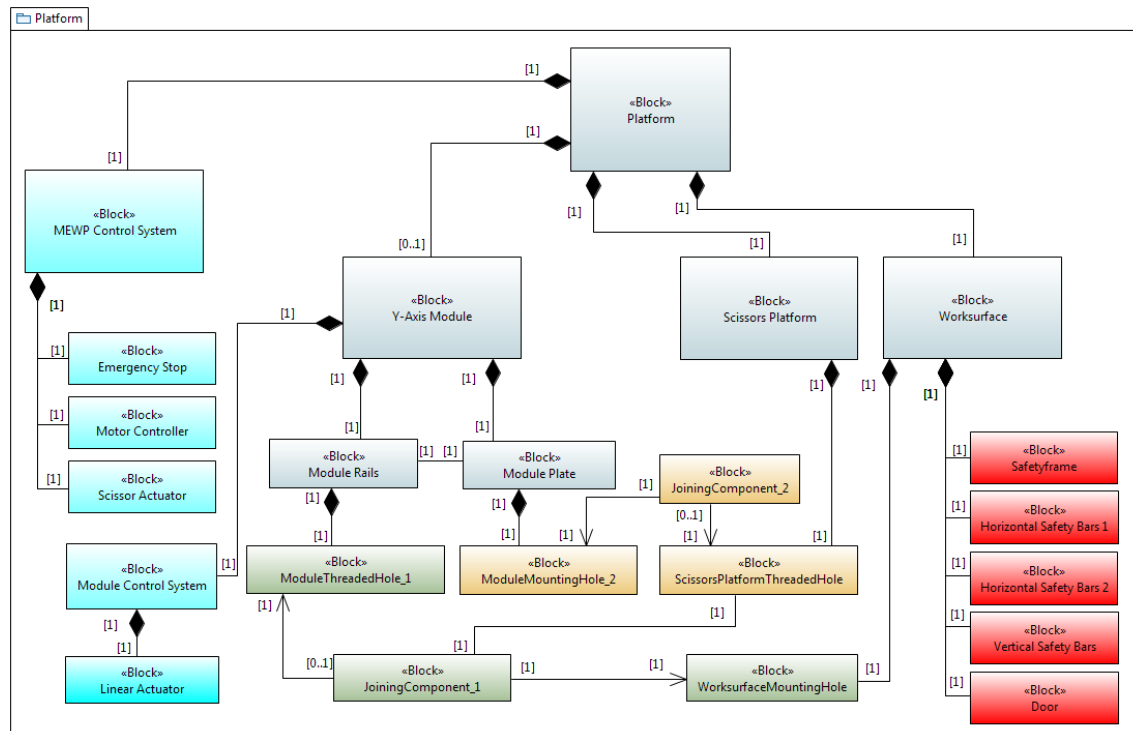 Platform
«Block»
Platform
[1]
[1]
[1]
[1]
[1]
[0..1]
[1]
[1]
«Block»
MEWP Control System
«Block»
Y-Axis Module
«Block»
Scissors Platform
«Block»
Worksurface
[1]
[1]
[1]
[1]
[1]
[1]
[1]
[1]
«Block»
Emergency Stop
[1]
«Block»
Motor Controller
[1]
«Block»
Scissor Actuator
[1]
[1]
«Block»
Module Rails
[1]
[1]
«Block»
Module Plate
«Block»
JoiningComponent_2
[1]
[0..1]
[1]
«Block»
Safetyframe
[1]
«Block»
Horizontal Safety Bars 1
[1]
«Block»
Horizontal Safety Bars 2
[1]
«Block»
Vertical Safety Bars
[1]
«Block»
Door
[1]
[1]
[1]
[1]
[1]
[1]
[1]
«Block»
Module Control System
[1]
«Block»
ModuleThreadedHole_1
«Block»
ModuleMountingHole_2
«Block»
ScissorsPlatformThreadedHole
[1]
[1]
[1]
[1]
[1]
«Block»
Linear Actuator
[0..1]
«Block»
JoiningComponent_1
[1]
[1]
«Block»
WorksurfaceMountingHole
[1]